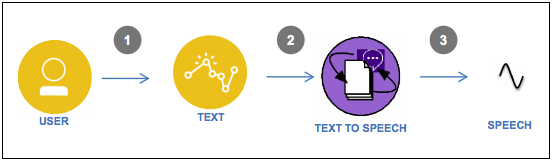 1
2
3
USER
TEXT
TEXT TO SPEECH
SPEECH